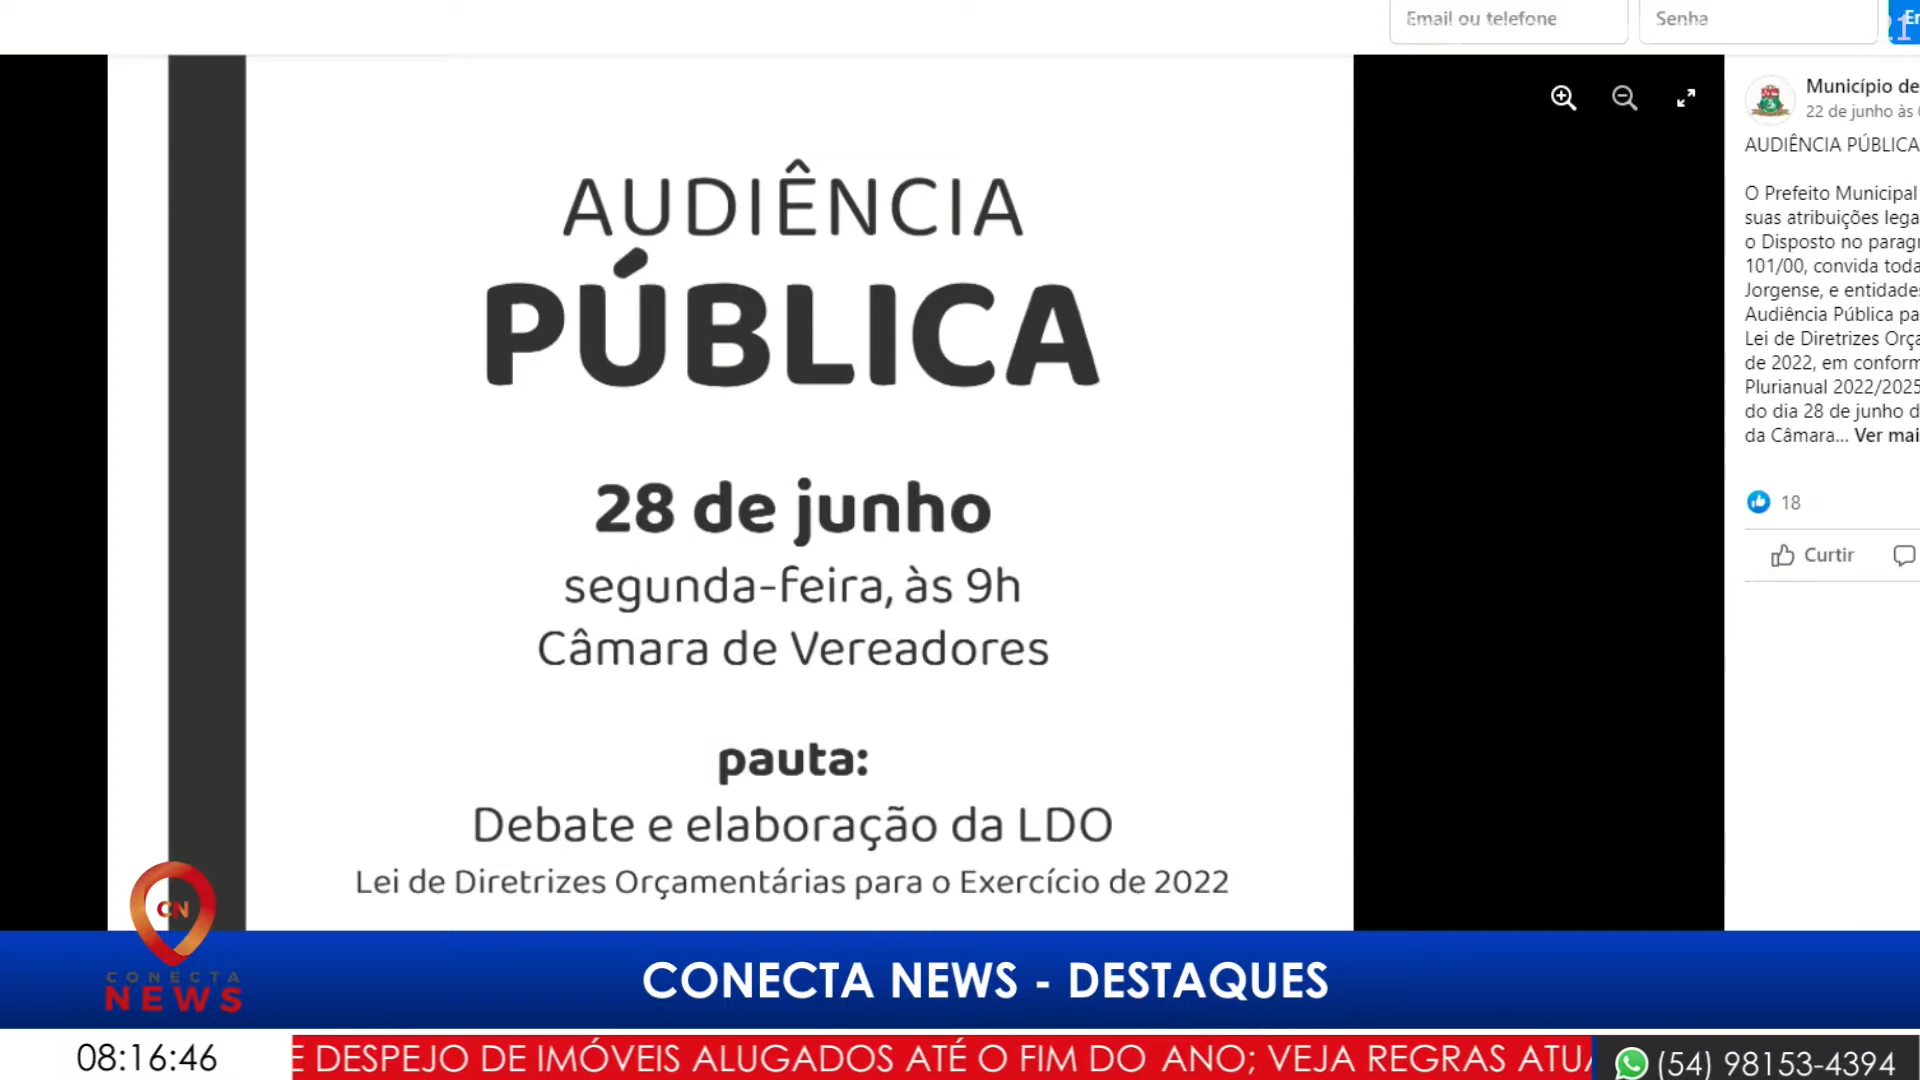 Email ou telefone
Senha
AUDIÊNCIA
PÚBLICA
28 de junho
segunda-feira, às 9h
Câmara de Vereadores
pauta:
Debate e elaboração da LDO
Lei de Diretrizes Orçamentárias para o Exercício de 2022
Município de
22 de junho às
AUDIÊNCIA PÚBLICA
O Prefeito Municipal
suas atribuições lega
o Disposto no parag
101/00, convida toda
Jorgense, e entidade
Audiência Pública pa
Lei de Diretrizes Orça
de 2022, em conform
Plurianual 2022/2025
do dia 28 de junho d
da Câmara... Ver mai
18
Curtir
CN
CONECTA
NEWS
CONECTA NEWS - DESTAQUES
08:16:46
E DESPEJO DE IMÓVEIS ALUGADOS ATÉ O FIM DO ANO; VEJA REGRAS ATUA
(54) 98153-4394